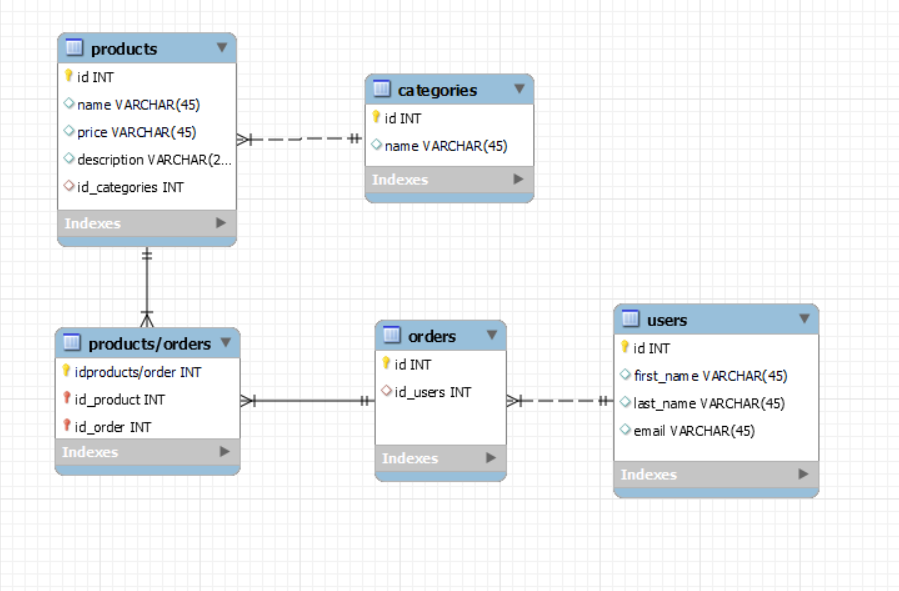 products
id INT
name VARCHAR(45)
price VARCHAR(45)
description VARCHAR(2...
id_categories INT
Indexes
categories
id INT
name VARCHAR(45)
Indexes
products/orders
idproducts/order INT
id_product INT
id_order INT
Indexes
orders
id INT
id_users INT
Indexes
users
id INT
first_name VARCHAR(45)
last_name VARCHAR(45)
email VARCHAR(45)
Indexes